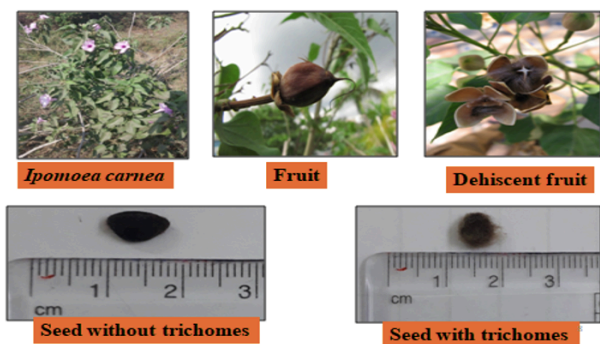 Ipomoea carnea
Fruit
Dehiscent fruit
1 2 3
cm
Seed without trichomes
1 2 3
cm
Seed with trichomes